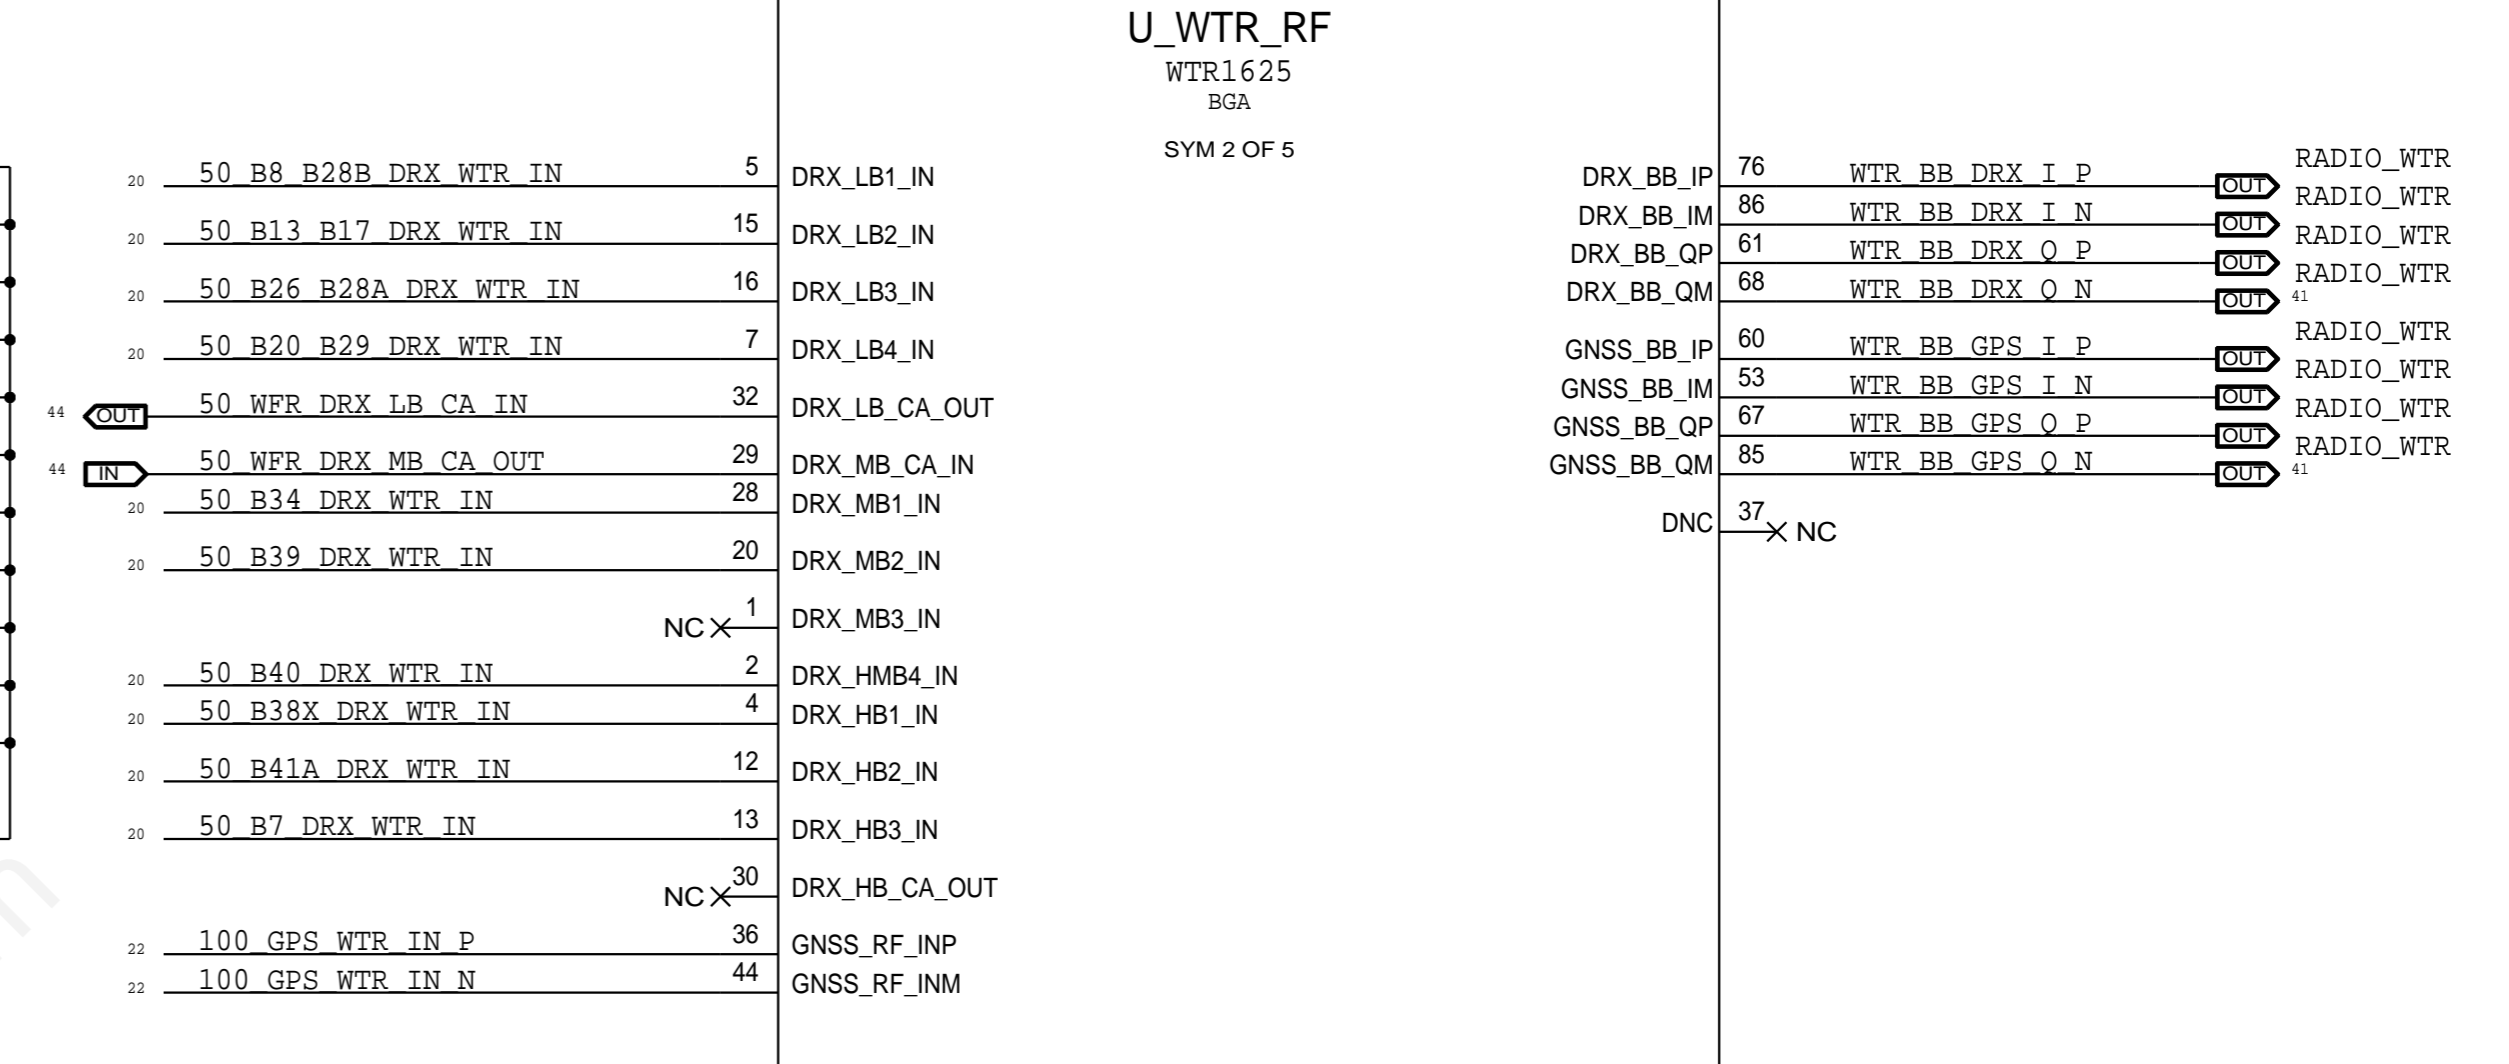 U_WTR_RF
WTR1625
BGA
SYM 2 OF 5
20 50_B8_B28B_DRX_WTR_IN 5 DRX_LB1_IN
20 50_B13_B17_DRX_WTR_IN 15 DRX_LB2_IN
20 50_B26_B28A_DRX_WTR_IN 16 DRX_LB3_IN
20 50_B20_B29_DRX_WTR_IN 7 DRX_LB4_IN
44 OUT 50_WFR_DRX_LB_CA_IN 32 DRX_LB_CA_OUT
44 IN 50_WFR_DRX_MB_CA_OUT 29 DRX_MB_CA_IN
20 50_B34_DRX_WTR_IN 28 DRX_MB1_IN
20 50_B39_DRX_WTR_IN 20 DRX_MB2_IN
NC 1 DRX_MB3_IN
20 50_B40_DRX_WTR_IN 2 DRX_HMB4_IN
20 50_B38X_DRX_WTR_IN 4 DRX_HB1_IN
20 50_B41A_DRX_WTR_IN 12 DRX_HB2_IN
20 50_B7_DRX_WTR_IN 13 DRX_HB3_IN
NC 30 DRX_HB_CA_OUT
22 100_GPS_WTR_IN_P 36 GNSS_RF_INP
22 100_GPS_WTR_IN_N 44 GNSS_RF_INM
DRX_BB_IP 76 WTR_BB_DRX_I_P OUT RADIO_WTR
DRX_BB_IM 86 WTR_BB_DRX_I_N OUT RADIO_WTR
DRX_BB_QP 61 WTR_BB_DRX_Q_P OUT RADIO_WTR
DRX_BB_QM 68 WTR_BB_DRX_Q_N OUT RADIO_WTR
41
GNSS_BB_IP 60 WTR_BB_GPS_I_P OUT RADIO_WTR
GNSS_BB_IM 53 WTR_BB_GPS_I_N OUT RADIO_WTR
GNSS_BB_QP 67 WTR_BB_GPS_Q_P OUT RADIO_WTR
GNSS_BB_QM 85 WTR_BB_GPS_Q_N OUT RADIO_WTR
41
DNC 37 NC